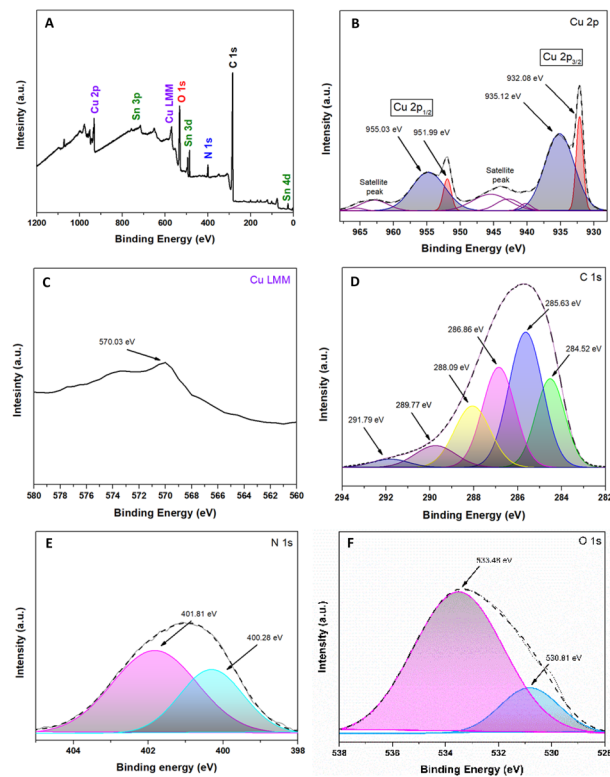 A
Cu 2p
Sn 3p
Cu LMM
O 1s
Sn 3d
N 1s
C 1s
Sn 4d
Intesinty (a.u.)
1200 1000 800 600 400 200 0
Binding Energy (eV)
B
Cu 2p
Cu 2p3/2
932.08 eV
935.12 eV
Cu 2p1/2
955.03 eV
951.99 eV
Satellite peak
Satellite peak
Intensity (a.u.)
965 960 955 950 945 940 935 930
Binding Energy (eV)
C
Cu LMM
570.03 eV
Intesinty (a.u.)
580 578 576 574 572 570 568 566 564 562 560
Binding Energy (eV)
D
C 1s
285.63 eV
286.86 eV
284.52 eV
288.09 eV
289.77 eV
291.79 eV
Intensity (a.u.)
294 292 290 288 286 284 282
Binding Energy (eV)
E
N 1s
401.81 eV
400.28 eV
Intensity (a.u.)
404 402 400 398
Binding energy (eV)
F
O 1s
533.48 eV
530.81 eV
Intensity (a.u.)
538 536 534 532 530 528
Binding Energy (eV)